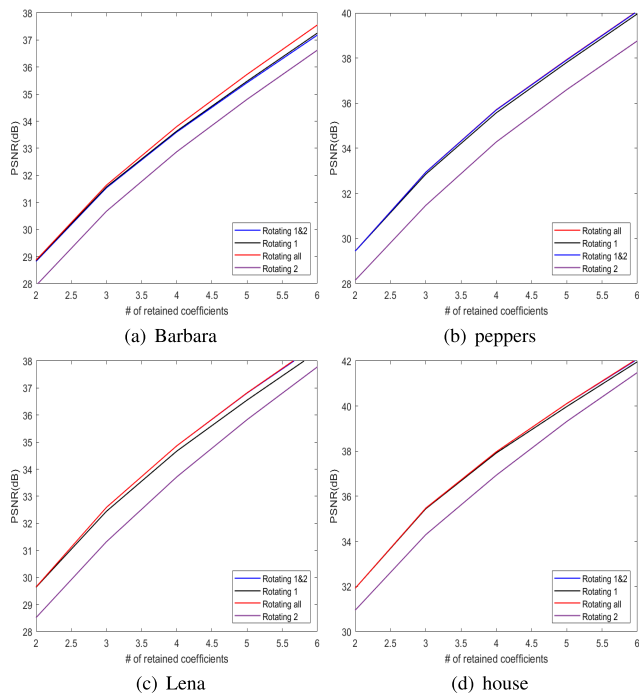 38
37
36
35
34
33
32
31
30
29
28
PSNR(dB)
2 2.5 3 3.5 4 4.5 5 5.5 6
# of retained coefficients
Rotating 1&2
Rotating 1
Rotating all
Rotating 2
(a) Barbara
40
38
36
34
32
30
28
PSNR(dB)
2 2.5 3 3.5 4 4.5 5 5.5 6
# of retained coefficients
Rotating all
Rotating 1
Rotating 1&2
Rotating 2
(b) peppers
38
37
36
35
34
33
32
31
30
29
28
PSNR(dB)
2 2.5 3 3.5 4 4.5 5 5.5 6
# of retained coefficients
Rotating 1&2
Rotating 1
Rotating all
Rotating 2
(c) Lena
42
40
38
36
34
32
30
PSNR(dB)
2 2.5 3 3.5 4 4.5 5 5.5 6
# of retained coefficients
Rotating 1&2
Rotating 1
Rotating all
Rotating 2
(d) house